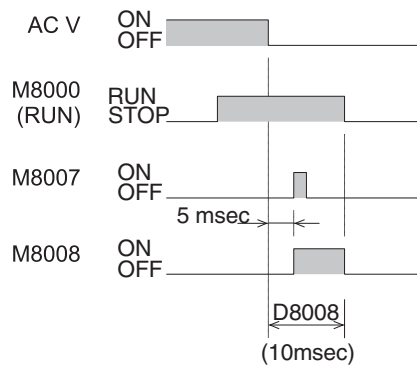 AC V ON
OFF
M8000 RUN
(RUN) STOP
M8007 ON
OFF
5 msec
M8008 ON
OFF
D8008
(10msec)